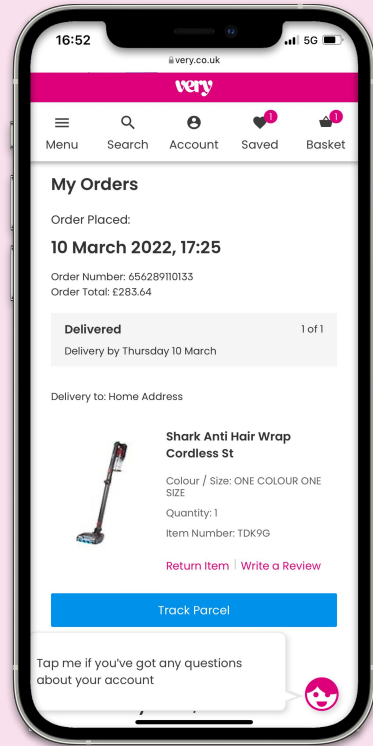 16:52
5G
very.co.uk
very
1
1
Menu
Search
Account
Saved
Basket
My Orders
Order Placed:
10 March 2022, 17:25
Order Number: 656289110133
Order Total: £283.64
Delivered
1 of 1
Delivery by Thursday 10 March
Delivery to: Home Address
Shark Anti Hair Wrap
Cordless St
Colour / Size: ONE COLOUR ONE
SIZE
Quantity: 1
Item Number: TDK9G
Return Item | Write a Review
Track Parcel
Tap me if you've got any questions
about your account